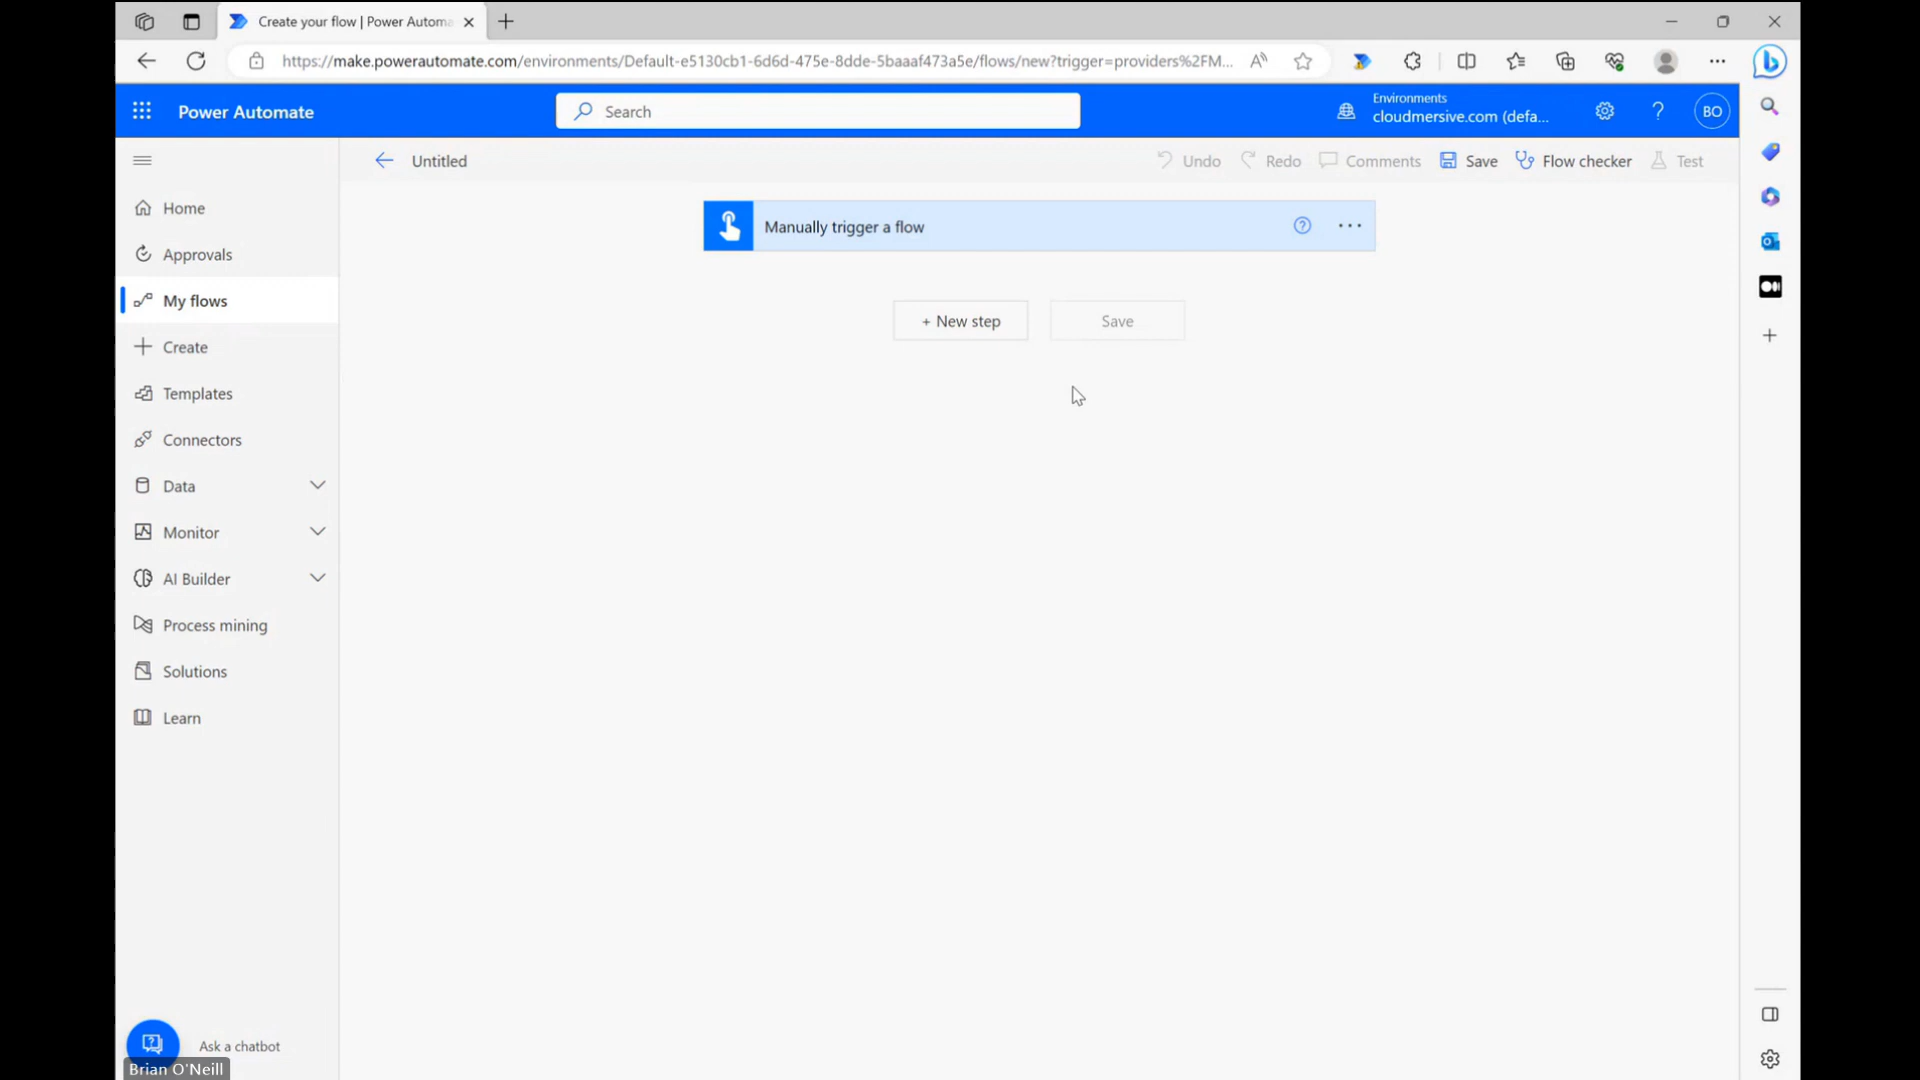 Create your flow | Power Automa
https://make.powerautomate.com/environments/Default-e5130cb1-6d6d-475e-8dde-5baaaf473a5e/flows/new?trigger=providers%2FM...
Power Automate
Search
Environments
cloudmersive.com (defa...
BO
Untitled
Undo
Redo
Comments
Save
Flow checker
Test
Home
Approvals
My flows
Create
Templates
Connectors
Data
Monitor
AI Builder
Process mining
Solutions
Learn
Manually trigger a flow
+ New step
Save
Ask a chatbot
Brian O'Neill